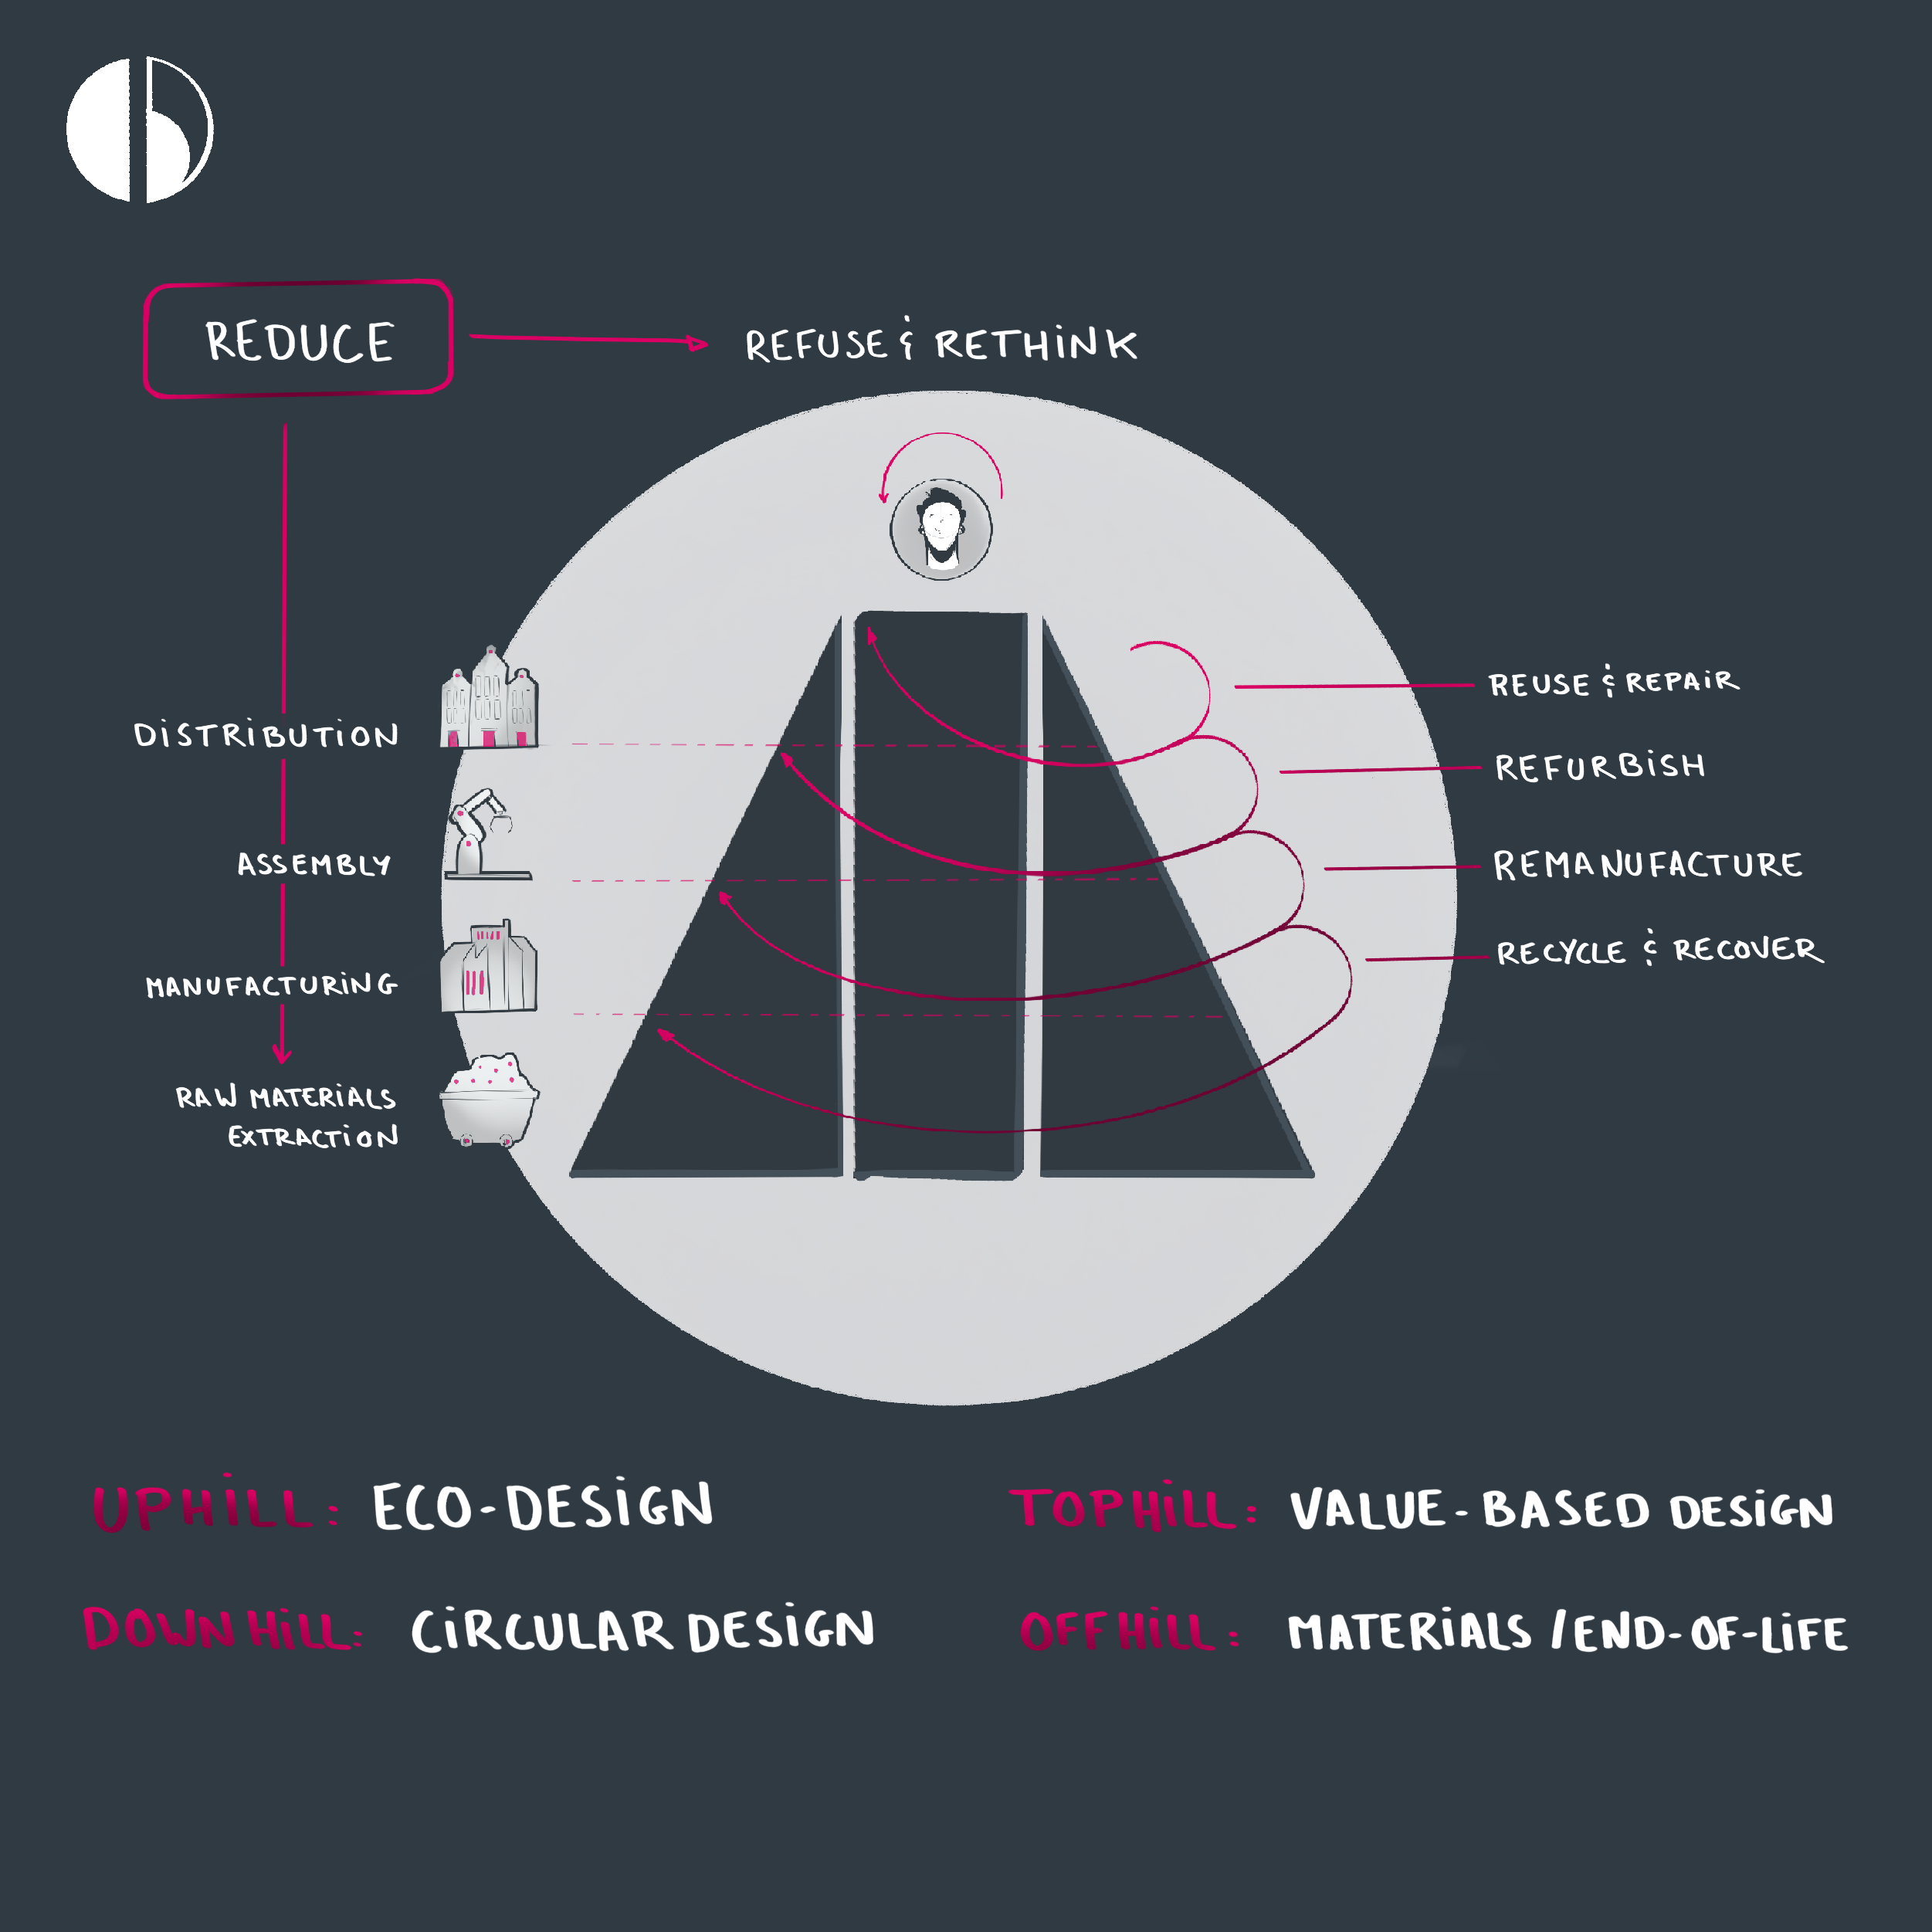 REDUCE
REFUSE & RETHINK
DISTRIBUTION
ASSEMBLY
MANUFACTURING
RAW MATERIALS
EXTRACTION
REUSE & REPAIR
REFURBISH
REMANUFACTURE
RECYCLE & RECOVER
UPHILL: ECO-DESIGN
TOPHILL: VALUE-BASED DESIGN
DOWNHILL: CIRCULAR DESIGN
OFFHILL: MATERIALS /END-OF-LIFE